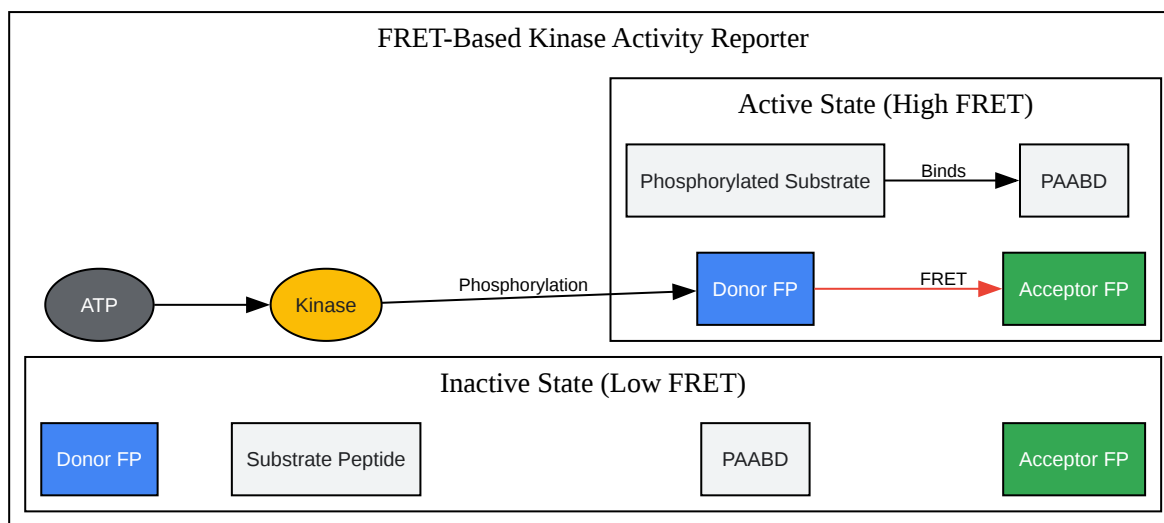 FRET-Based Kinase Activity Reporter
Active State (High FRET)
Phosphorylated Substrate
Binds
PAABD
ATP
Kinase
Phosphorylation
Donor FP
FRET
Acceptor FP
Inactive State (Low FRET)
Donor FP
Substrate Peptide
PAABD
Acceptor FP